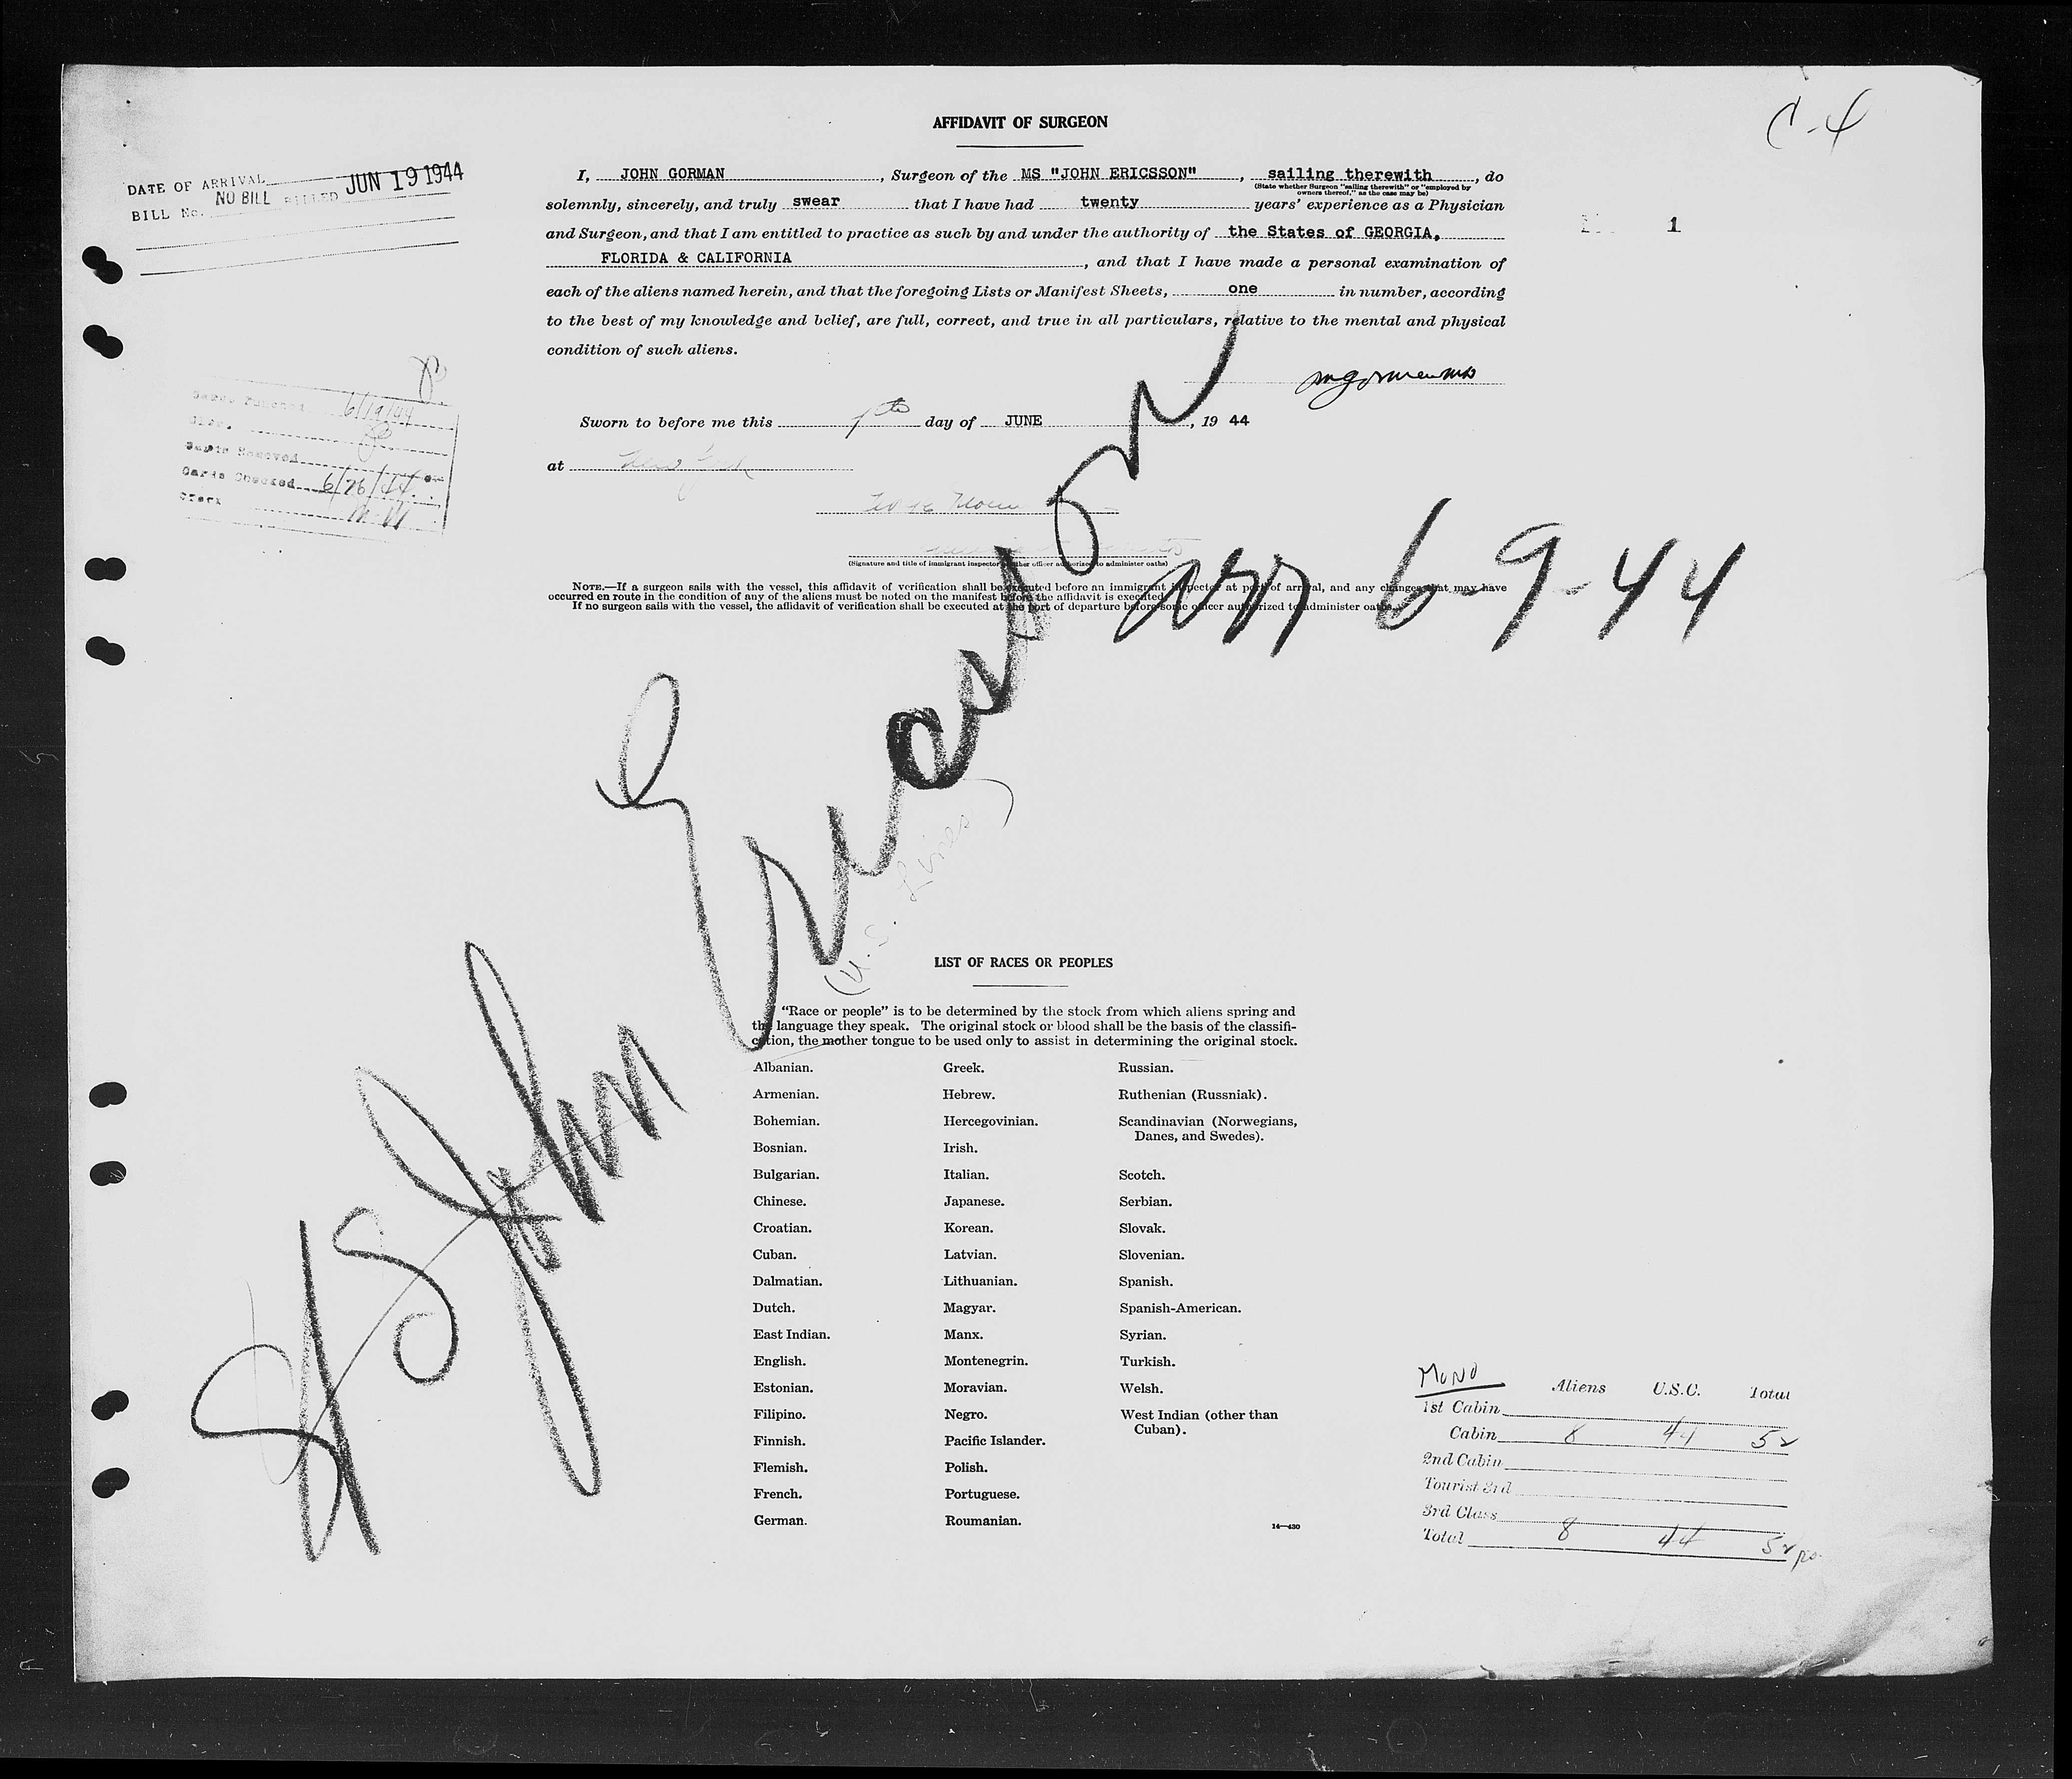 C-4
AFFIDAVIT OF SURGEON
DATE OF ARRIVAL JUN 19 1944
BILL No. NO BILL BILLED
I, JOHN GORMAN, Surgeon of the MS "JOHN ERICSSON", sailing therewith, do
(State whether Surgeon "sailing therewith" or "employed by
owners thereof," as the case may be)
solemnly, sincerely, and truly swear that I have had twenty years' experience as a Physician
and Surgeon, and that I am entitled to practice as such by and under the authority of the States of GEORGIA,
FLORIDA & CALIFORNIA, and that I have made a personal examination of
each of the aliens named herein, and that the foregoing Lists or Manifest Sheets, one in number, according
to the best of my knowledge and belief, are full, correct, and true in all particulars, relative to the mental and physical
condition of such aliens.
1
Cards Punched 6/19/44
Cards Checked 6/26/44
Clerk
Sworn to before me this day of JUNE, 19 44
at New York
(Signature and title of immigrant inspector or other officer authorized to administer oaths)
NOTE.—If a surgeon sails with the vessel, this affidavit of verification shall be executed before an immigrant inspector at port of arrival, and any changes that may have
occurred en route in the condition of any of the aliens must be noted on the manifest before the affidavit is executed.
If no surgeon sails with the vessel, the affidavit of verification shall be executed at the port of departure before some officer authorized to administer oaths.
arr 6-9-44
SS John Ericsson
(U.S. Lines)
LIST OF RACES OR PEOPLES
"Race or people" is to be determined by the stock from which aliens spring and
the language they speak. The original stock or blood shall be the basis of the classifi-
cation, the mother tongue to be used only to assist in determining the original stock.
Albanian.
Armenian.
Bohemian.
Bosnian.
Bulgarian.
Chinese.
Croatian.
Cuban.
Dalmatian.
Dutch.
East Indian.
English.
Estonian.
Filipino.
Finnish.
Flemish.
French.
German.
Greek.
Hebrew.
Hercegovinian.
Irish.
Italian.
Japanese.
Korean.
Latvian.
Lithuanian.
Magyar.
Manx.
Montenegrin.
Moravian.
Negro.
Pacific Islander.
Polish.
Portuguese.
Roumanian.
Russian.
Ruthenian (Russniak).
Scandinavian (Norwegians,
Danes, and Swedes).
Scotch.
Serbian.
Slovak.
Slovenian.
Spanish.
Spanish-American.
Syrian.
Turkish.
Welsh.
West Indian (other than
Cuban).
14—430
MONO
Aliens U.S.C. Total
1st Cabin
Cabin 8 44 52
2nd Cabin
Tourist 3rd
3rd Class
Total 8 44 52